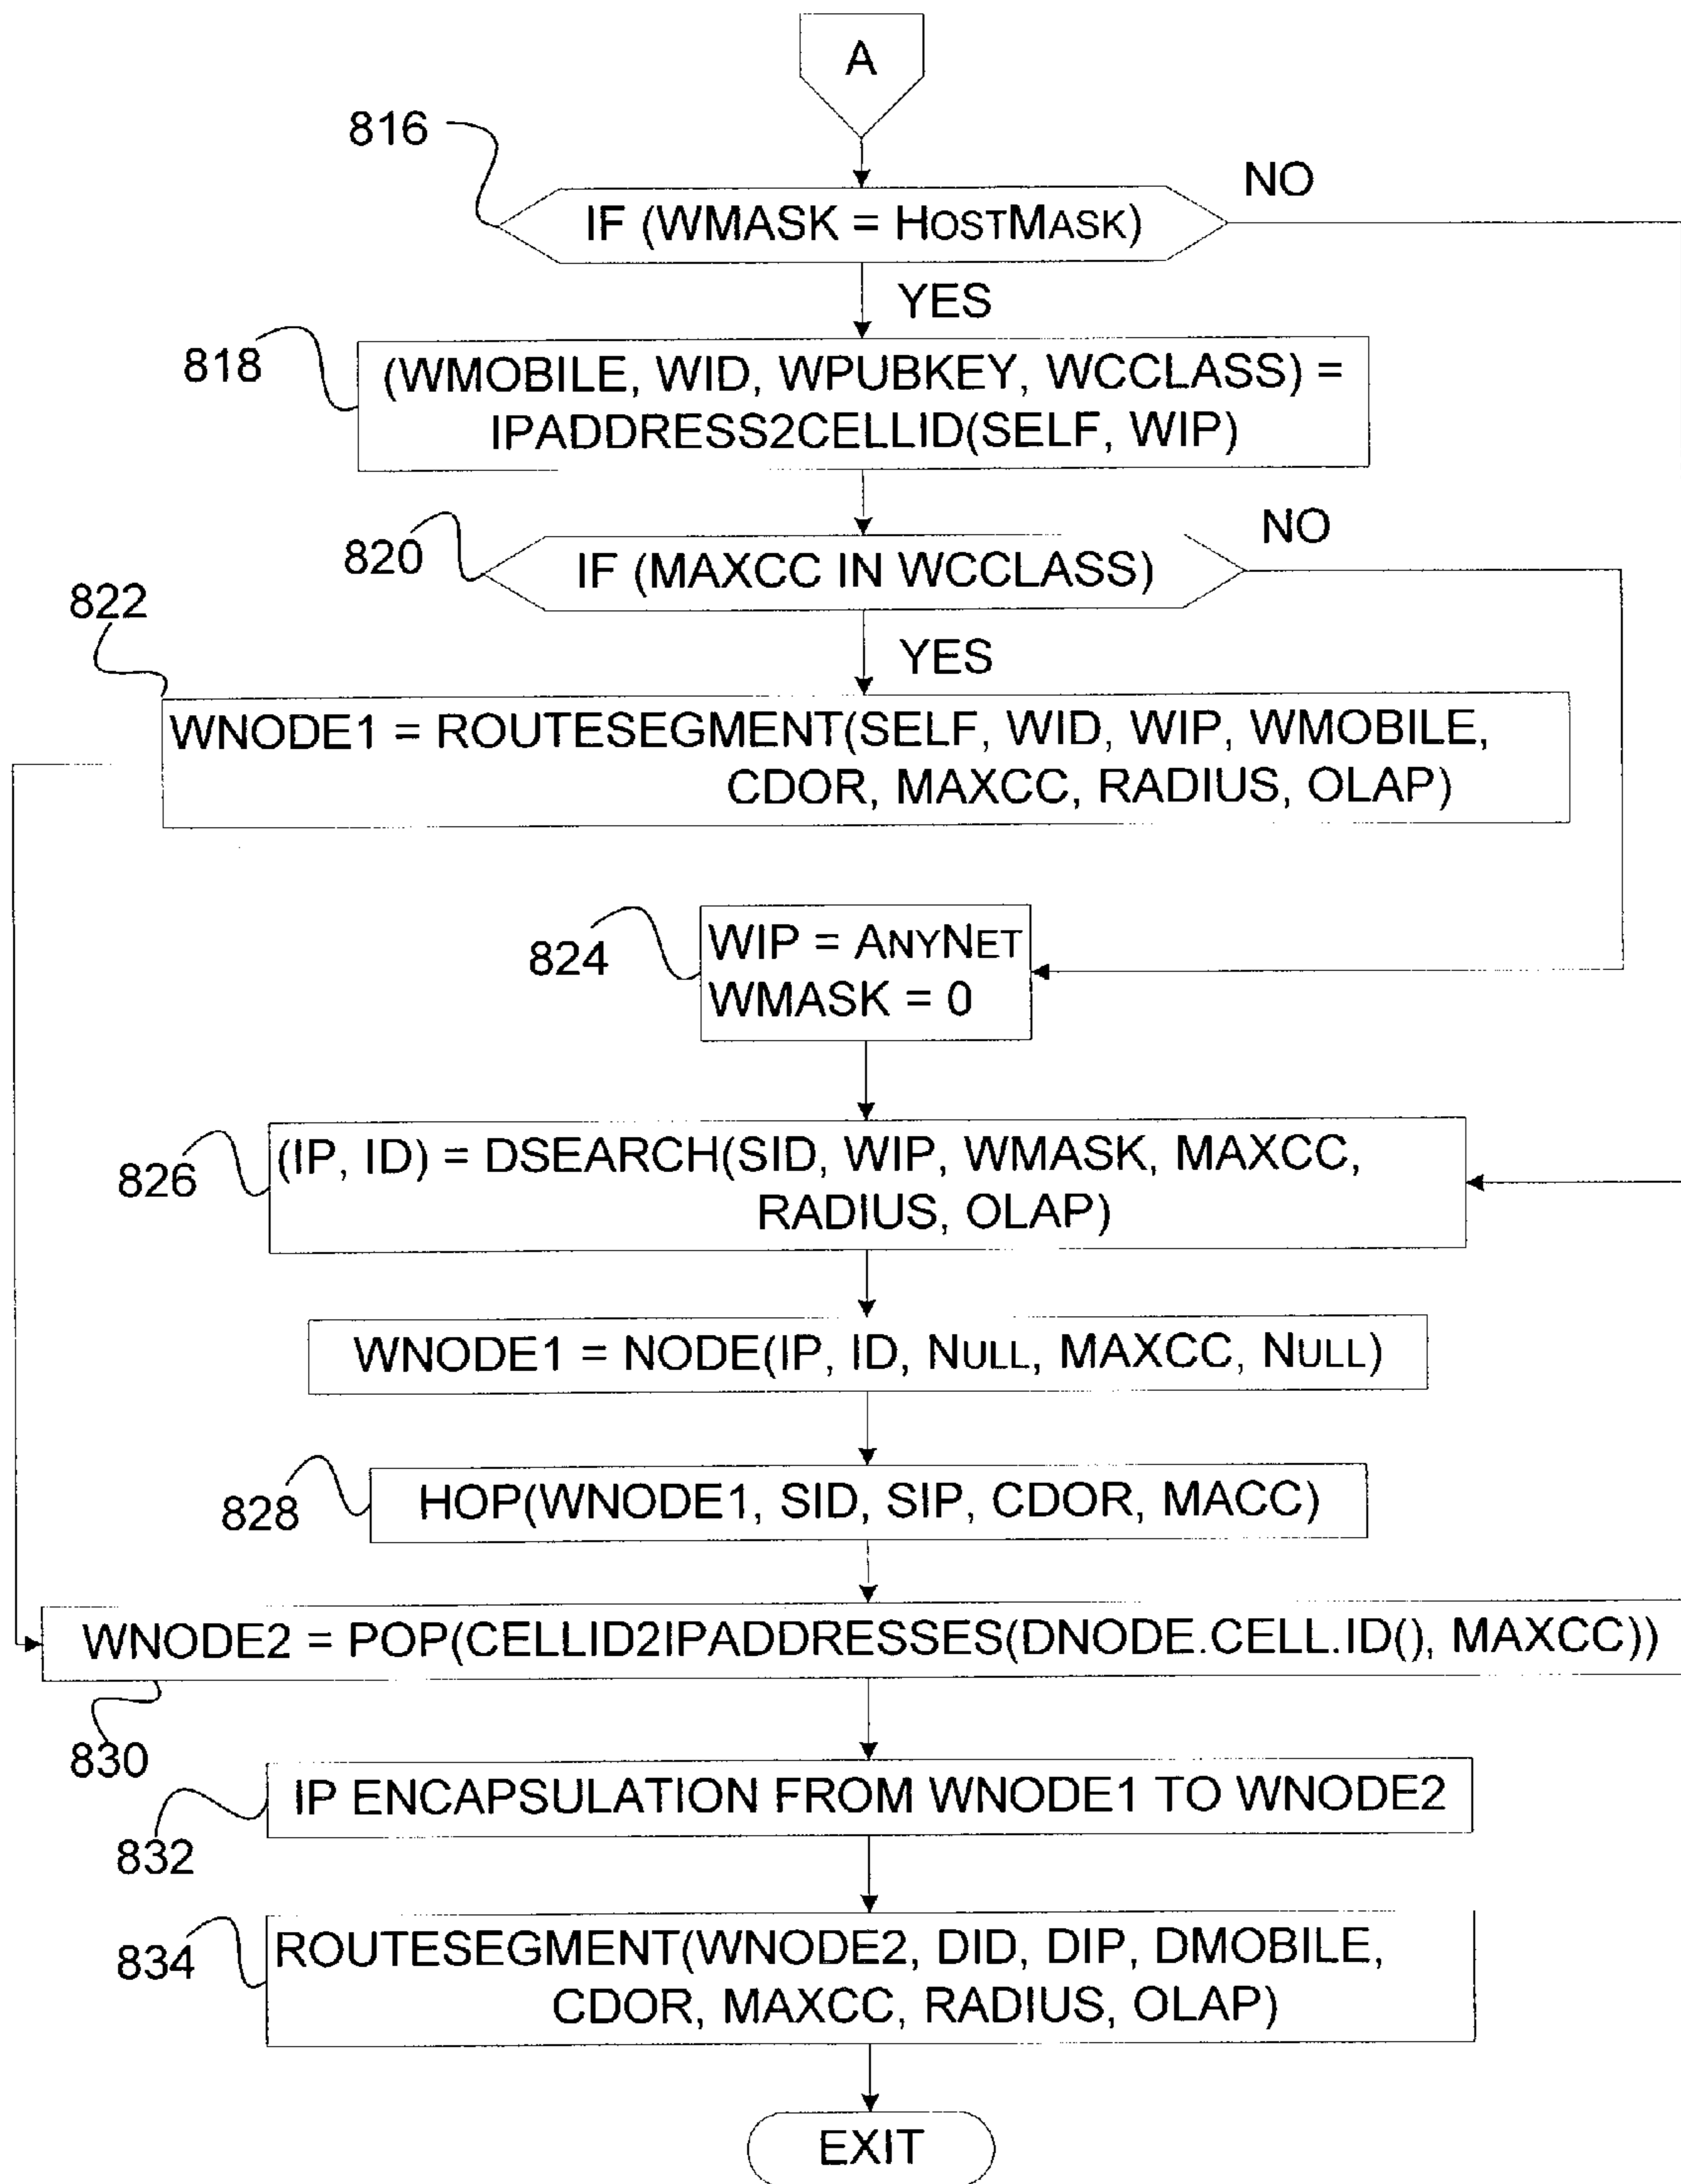 A
816
NO
IF (WMASK = HOSTMASK)
YES
818
(WMOBILE, WID, WPUBKEY, WCCLASS) =
IPADDRESS2CELLID(SELF, WIP)
NO
820
IF (MAXCC IN WCCLASS)
822
YES
WNODE1 = ROUTESEGMENT(SELF, WID, WIP, WMOBILE,
CDOR, MAXCC, RADIUS, OLAP)
824
WIP = ANYNET
WMASK = 0
826
(IP, ID) = DSEARCH(SID, WIP, WMASK, MAXCC,
RADIUS, OLAP)
WNODE1 = NODE(IP, ID, NULL, MAXCC, NULL)
828
HOP(WNODE1, SID, SIP, CDOR, MACC)
WNODE2 = POP(CELLID2IPADDRESSES(DNODE.CELL.ID(), MAXCC))
830
IP ENCAPSULATION FROM WNODE1 TO WNODE2
832
834
ROUTESEGMENT(WNODE2, DID, DIP, DMOBILE,
CDOR, MAXCC, RADIUS, OLAP)
EXIT